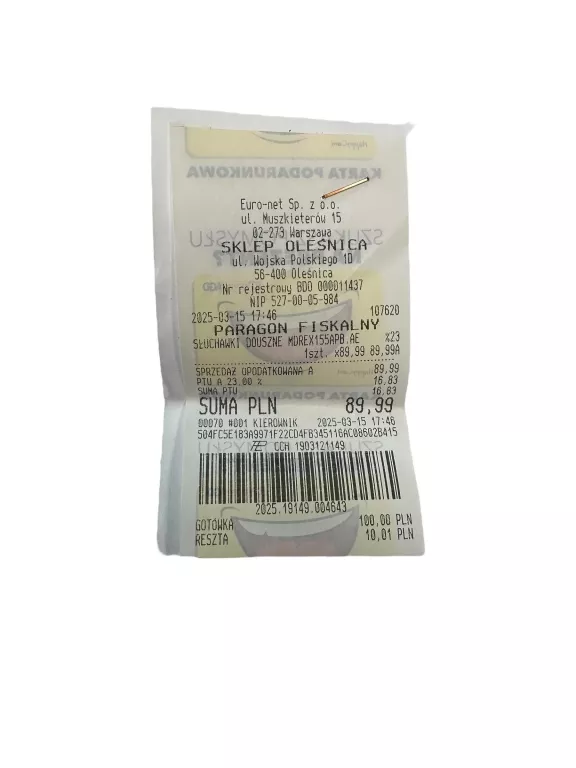 HappyCard
KARTA PODARUNKOWA
Euro-net Sp. z o.o.
ul. Muszkieterów 15
02-273 Warszawa
SKLEP OLEŚNICA
ul. Wojska Polskiego 1D
56-400 Oleśnica
Nr rejestrowy BDO 000011437
NIP 527-00-05-984
2025-03-15 17:46 107620
PARAGON FISKALNY
SŁUCHAWKI DOUSZNE MDREX155APB.AE %23
1szt. x89,99 89,99A
SPRZEDAŻ OPODATKOWANA A 89,99
PTU A 23.00 % 16,83
SUMA PTU 16,83
SUMA PLN 89,99
00070 #001 KIEROWNIK 2025-03-15 17:46
504FC5E1B3A9971F22CD4FB345116AC08602B415
CCH 1903121149
2025.19149.004643
GOTÓWKA 100,00 PLN
RESZTA 10,01 PLN